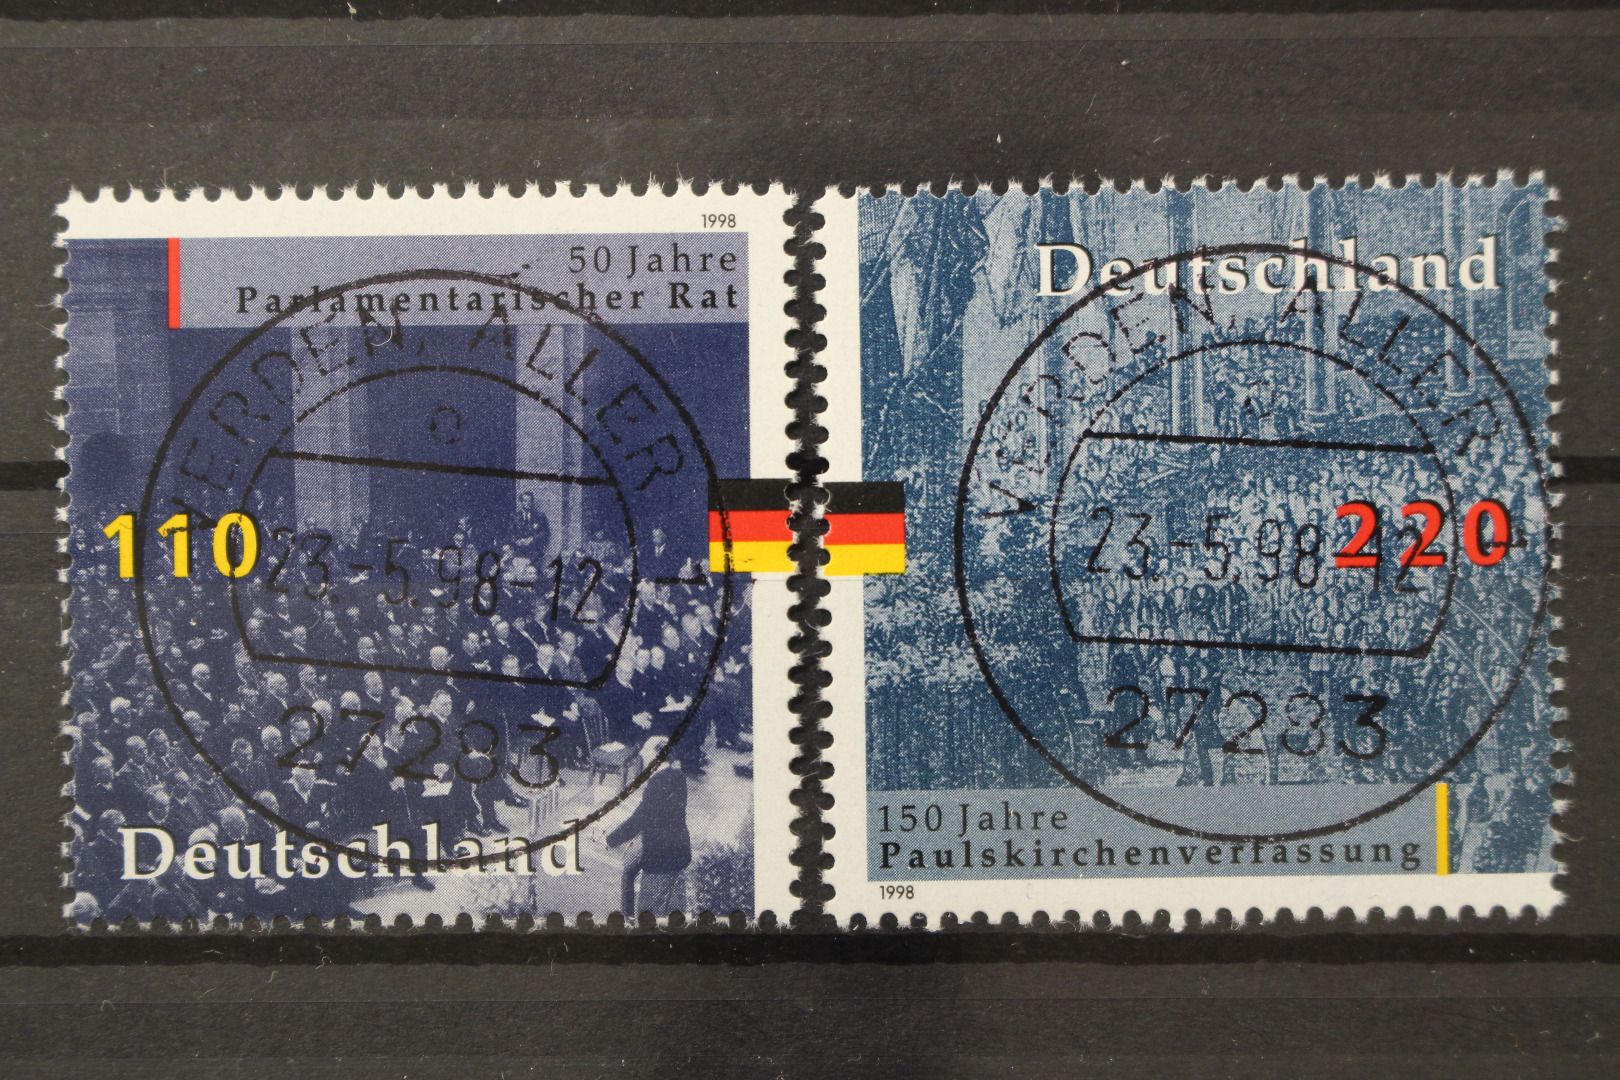 1998
50 Jahre
Parlamentarischer Rat
VERDEN, ALLER
e
110
23.-5.98-12
27283
Deutschland
Deutschland
VERDEN, ALLER
220
23.-5.98-12
27283
150 Jahre
Paulskirchenverfassung
1998